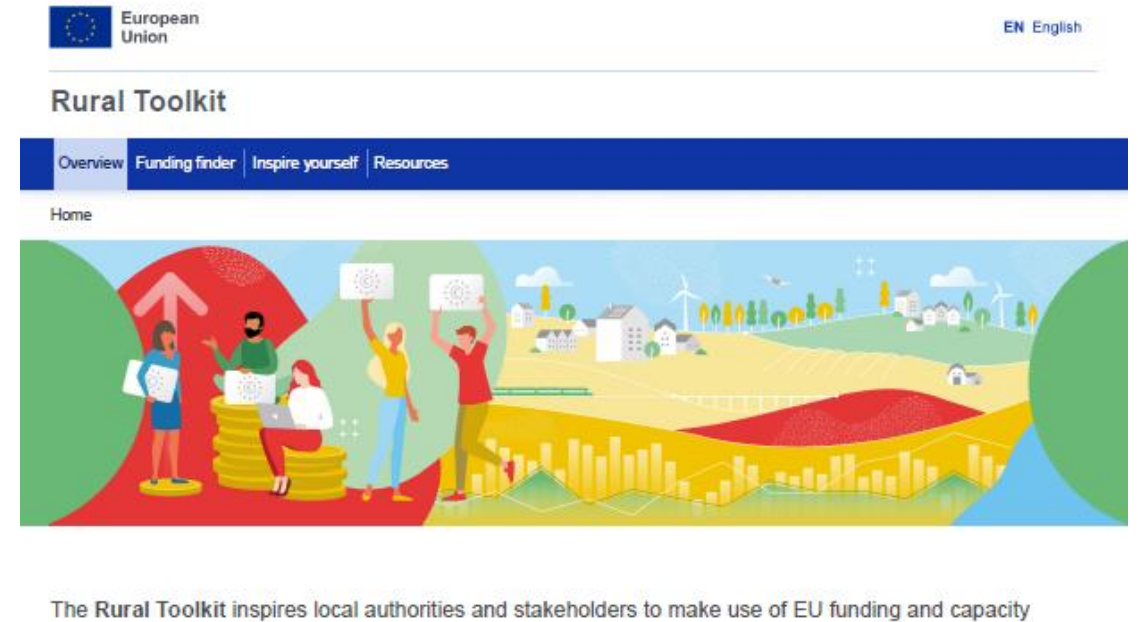 European
Union
EN English
Rural Toolkit
Overview Funding finder Inspire yourself Resources
Home
The Rural Toolkit inspires local authorities and stakeholders to make use of EU funding and capacity